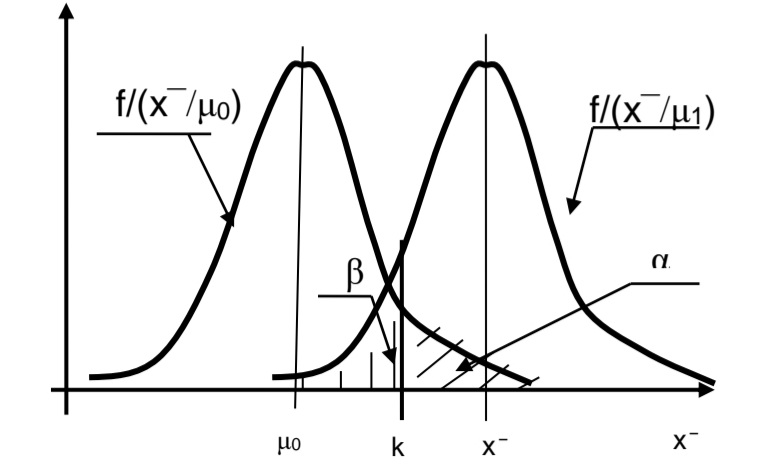 f/(x¯/μ₀)
f/(x¯/μ1)
β
α
μ₀
k
x⁻
x⁻